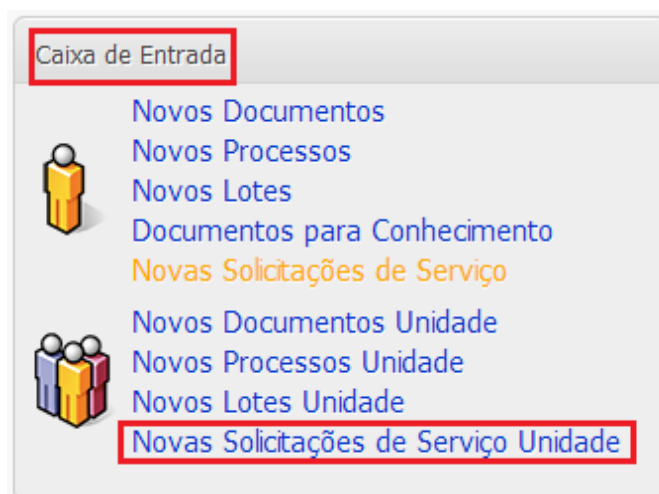 Caixa de Entrada
Novos Documentos
Novos Processos
Novos Lotes
Documentos para Conhecimento
Novas Solicitações de Serviço
Novos Documentos Unidade
Novos Processos Unidade
Novos Lotes Unidade
Novas Solicitações de Serviço Unidade